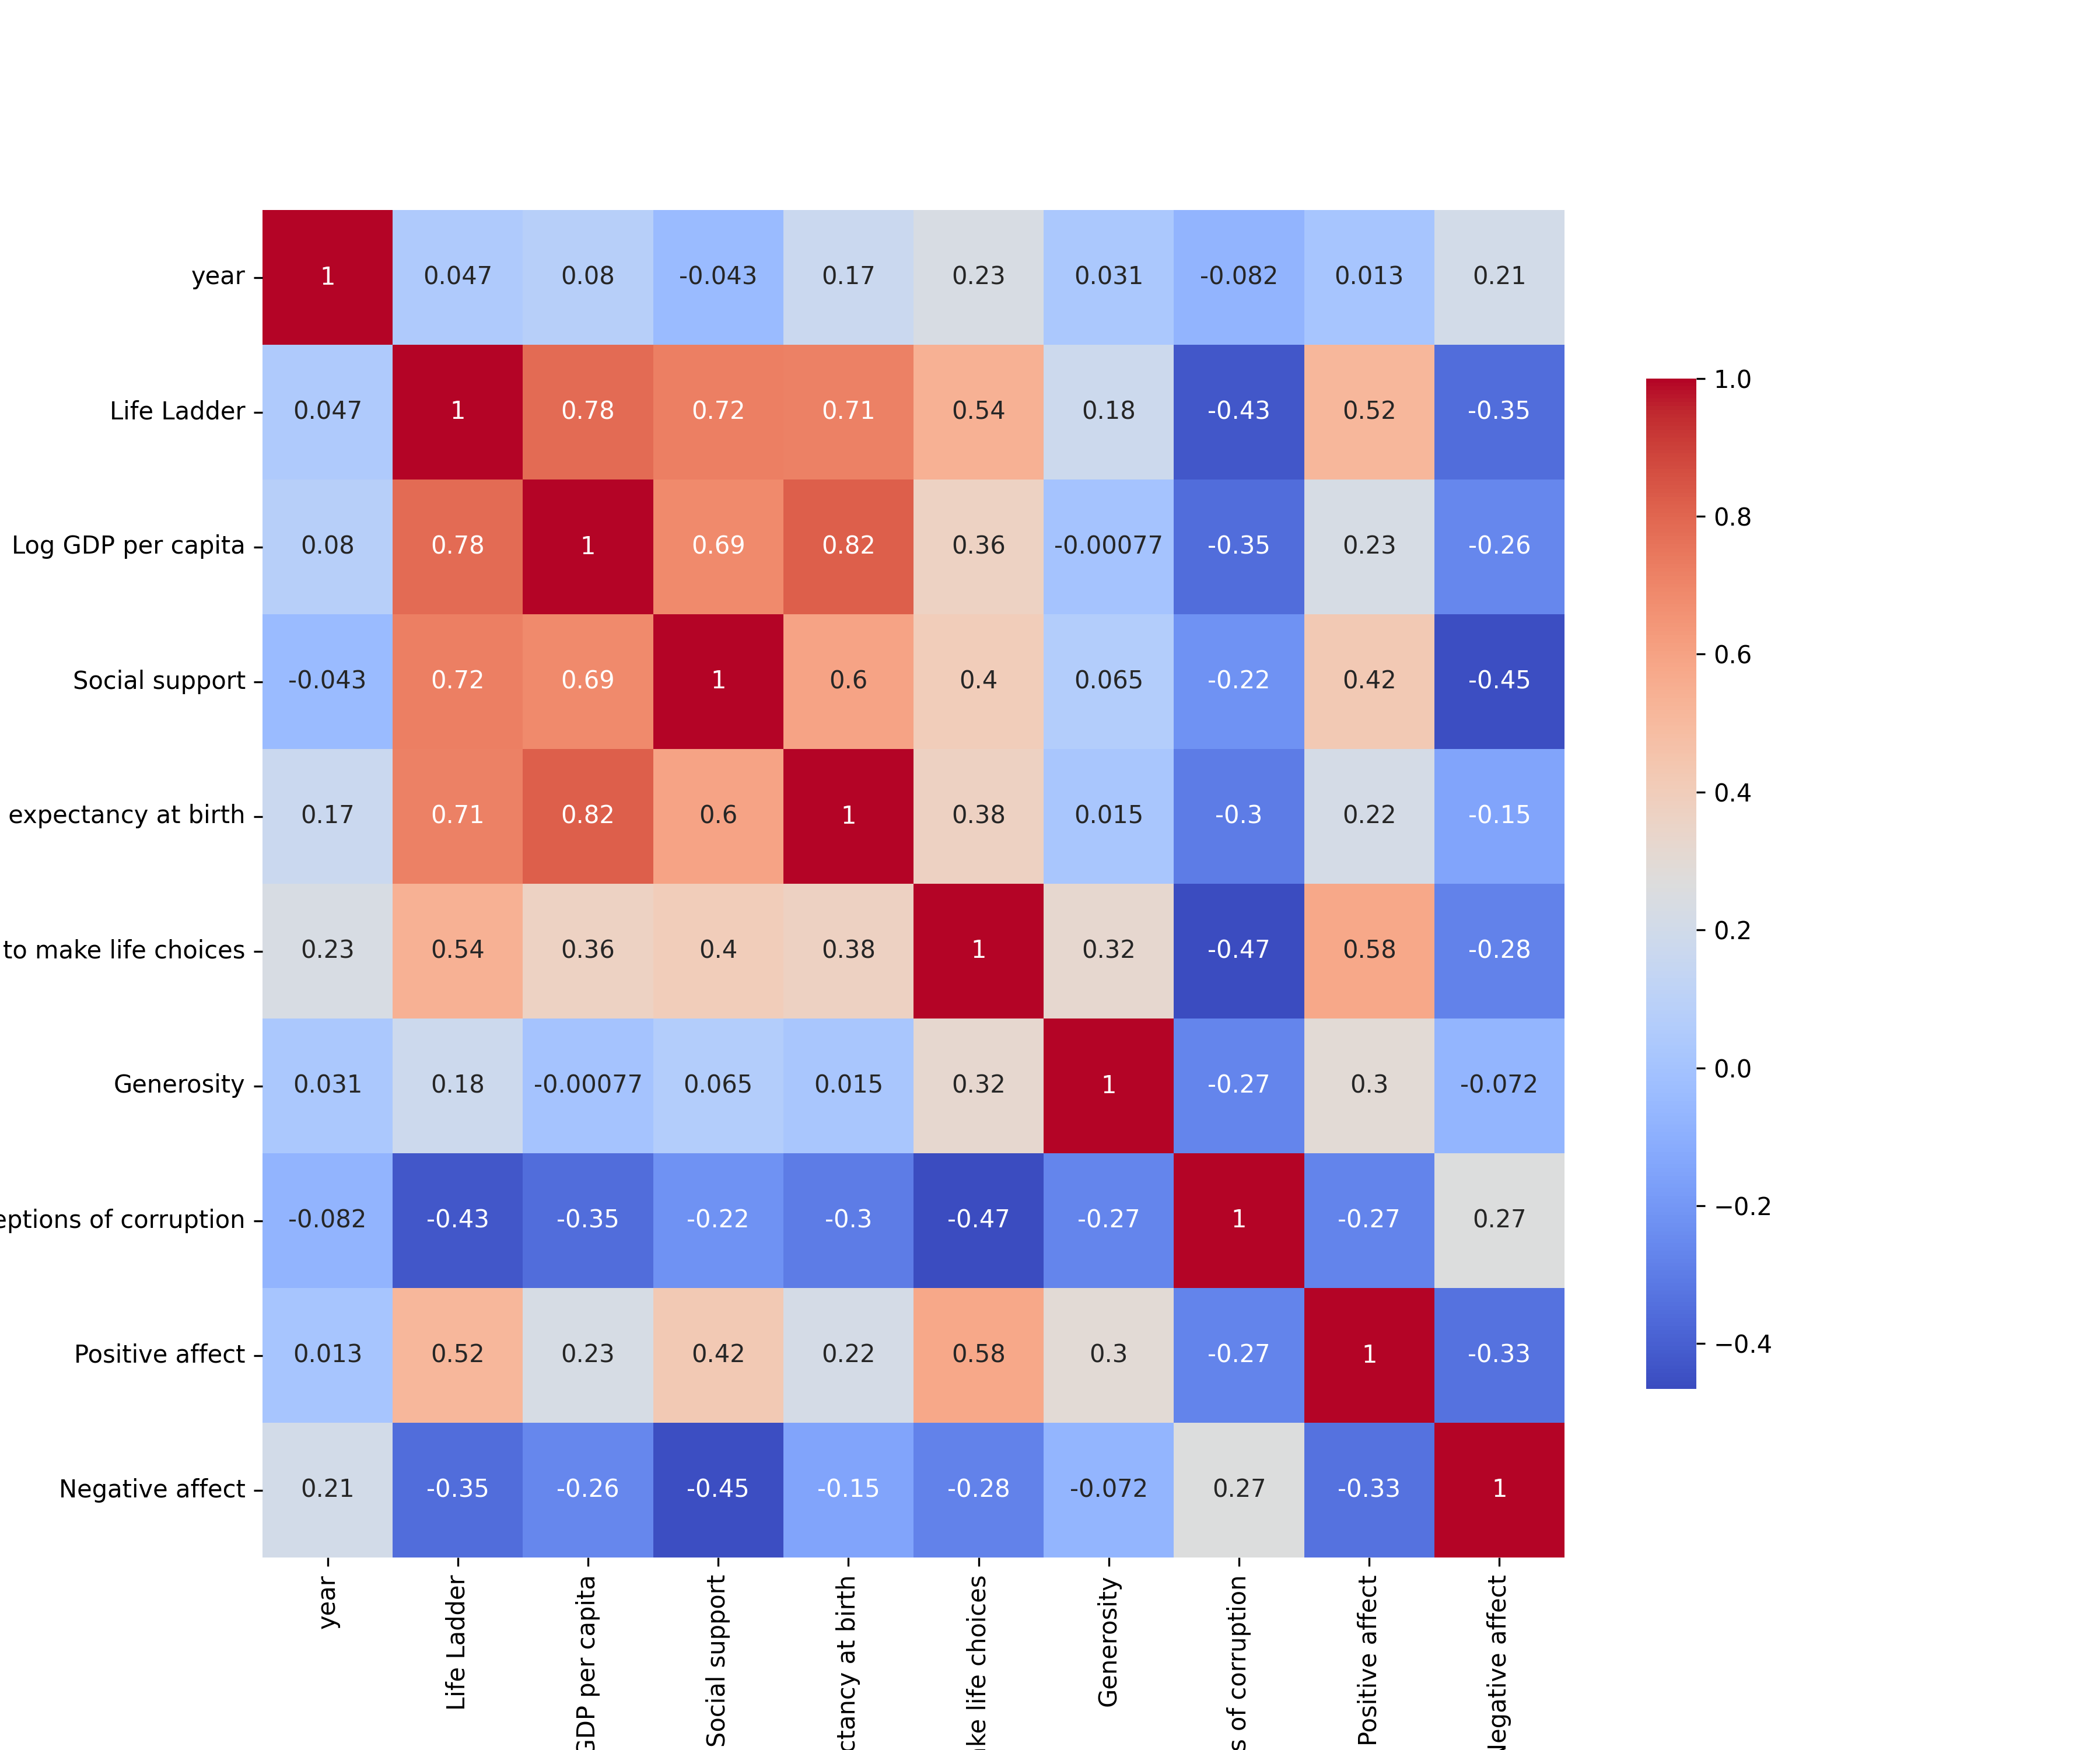 year 1 0.047 0.08 -0.043 0.17 0.23 0.031 -0.082 0.013 0.21
Life Ladder 0.047 1 0.78 0.72 0.71 0.54 0.18 -0.43 0.52 -0.35
Log GDP per capita 0.08 0.78 1 0.69 0.82 0.36 -0.00077 -0.35 0.23 -0.26
Social support -0.043 0.72 0.69 1 0.6 0.4 0.065 -0.22 0.42 -0.45
expectancy at birth 0.17 0.71 0.82 0.6 1 0.38 0.015 -0.3 0.22 -0.15
to make life choices 0.23 0.54 0.36 0.4 0.38 1 0.32 -0.47 0.58 -0.28
Generosity 0.031 0.18 -0.00077 0.065 0.015 0.32 1 -0.27 0.3 -0.072
eptions of corruption -0.082 -0.43 -0.35 -0.22 -0.3 -0.47 -0.27 1 -0.27 0.27
Positive affect 0.013 0.52 0.23 0.42 0.22 0.58 0.3 -0.27 1 -0.33
Negative affect 0.21 -0.35 -0.26 -0.45 -0.15 -0.28 -0.072 0.27 -0.33 1
year
Life Ladder
GDP per capita
Social support
ctancy at birth
ake life choices
Generosity
s of corruption
Positive affect
Negative affect
1.0
0.8
0.6
0.4
0.2
0.0
−0.2
−0.4